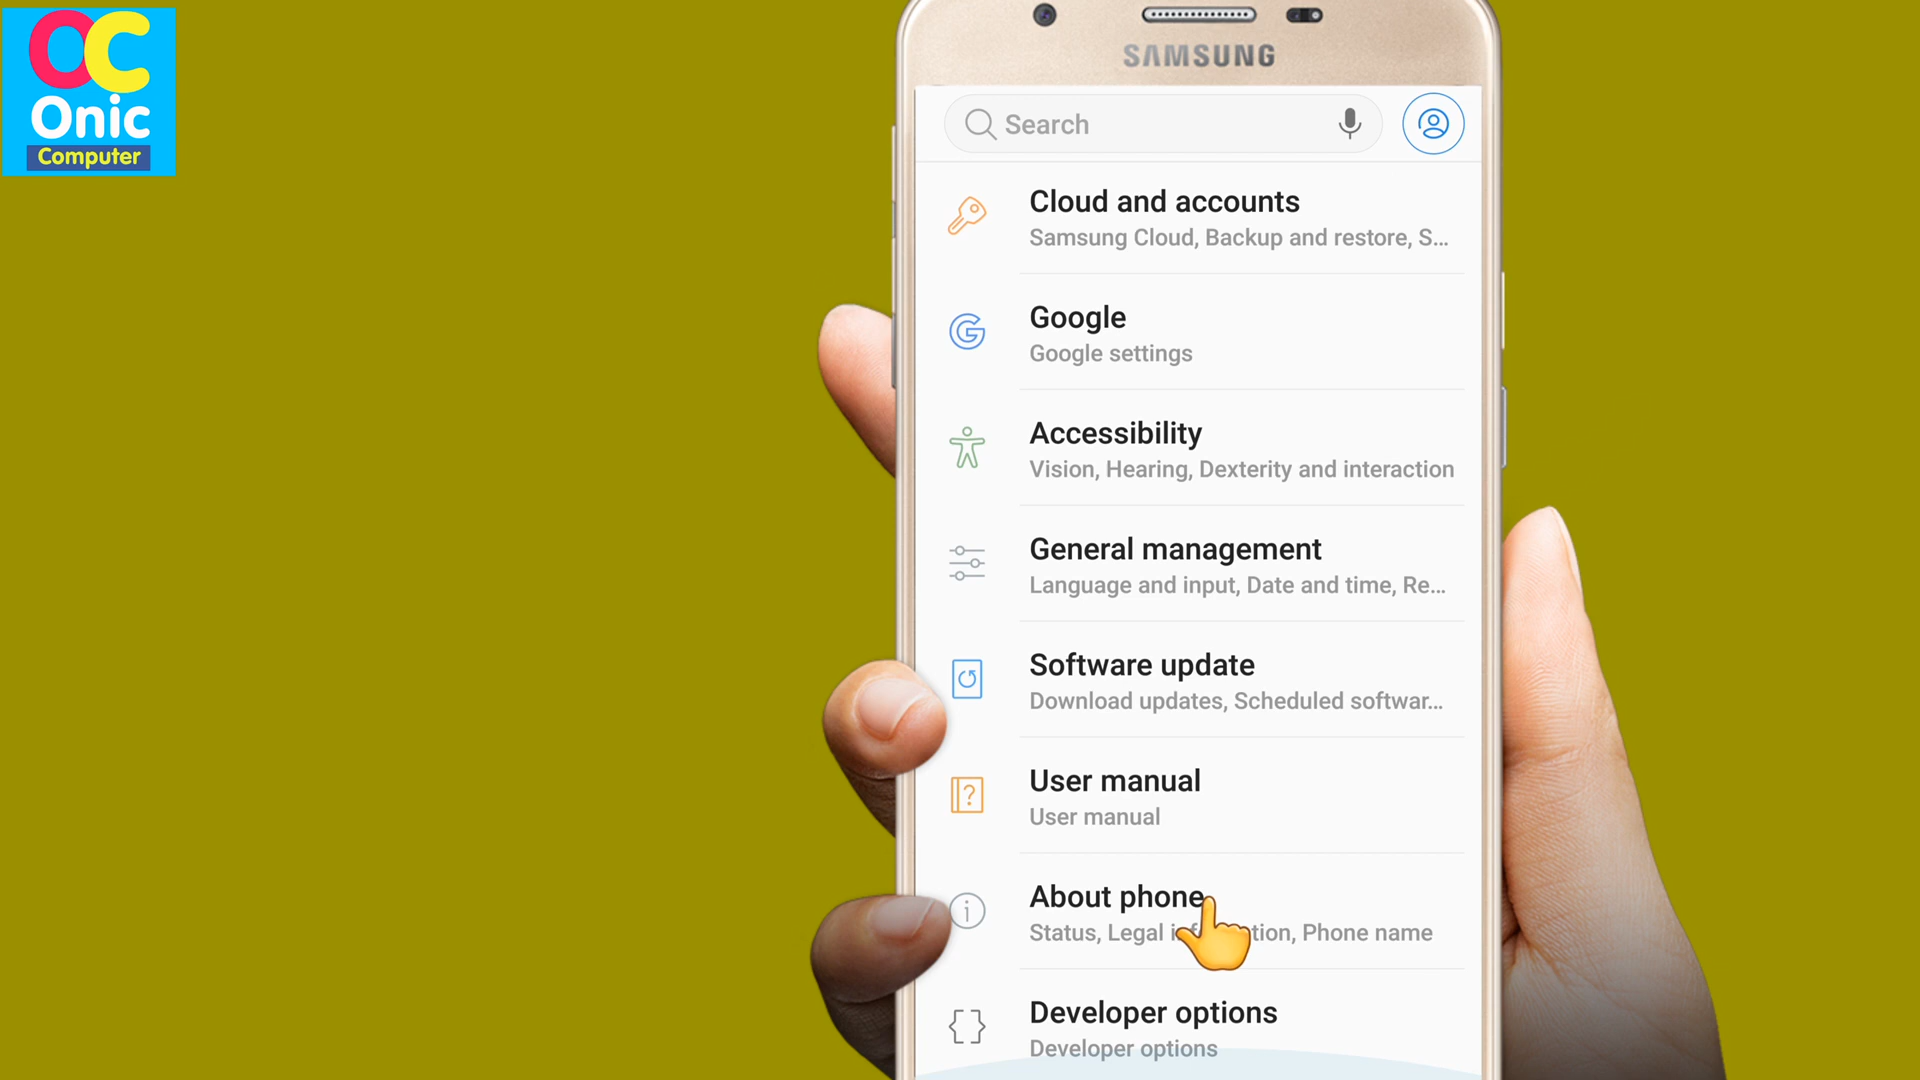 OC
Onic
Computer
SAMSUNG
Search
Cloud and accounts
Samsung Cloud, Backup and restore, S...
Google
Google settings
Accessibility
Vision, Hearing, Dexterity and interaction
General management
Language and input, Date and time, Re...
Software update
Download updates, Scheduled softwar...
User manual
User manual
About phone
Status, Legal tion, Phone name
Developer options
Developer options